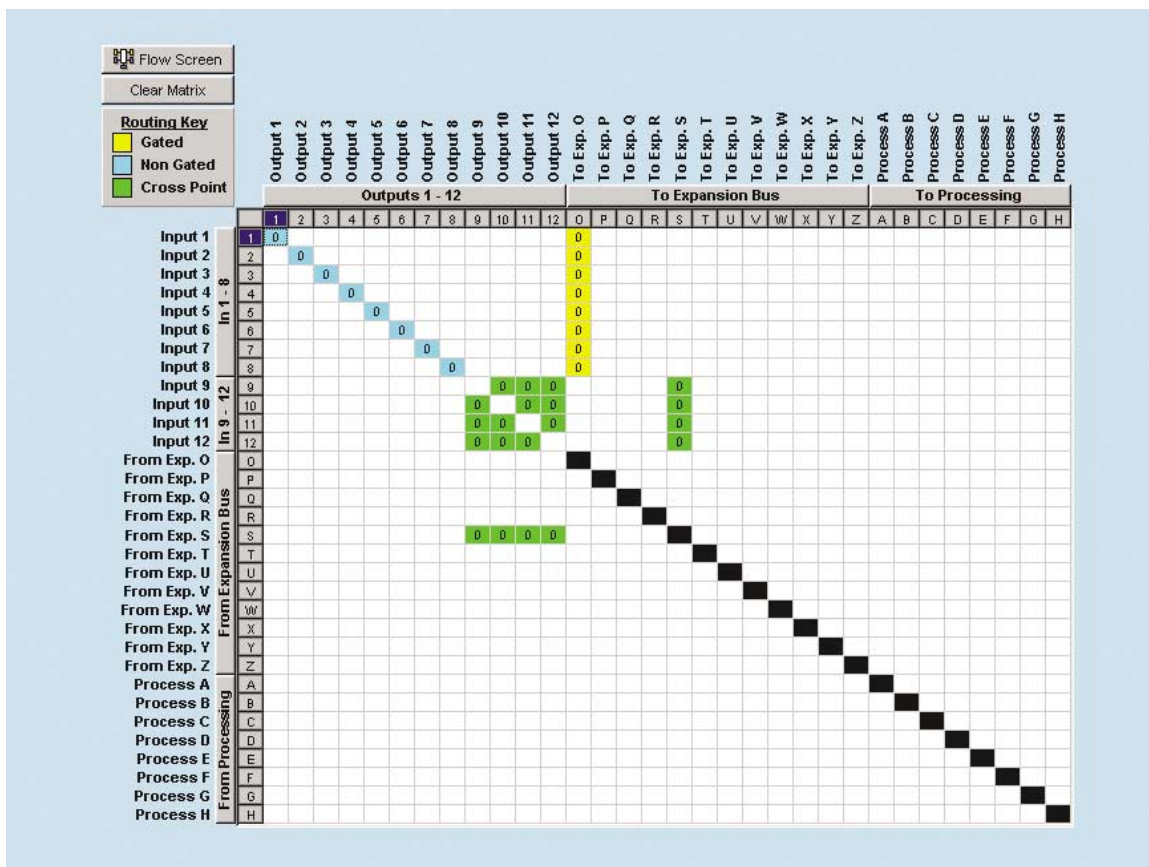 Flow Screen
Clear Matrix
Routing Key
Gated
Non Gated
Cross Point
Output 1
Output 2
Output 3
Output 4
Output 5
Output 6
Output 7
Output 8
Output 9
Output 10
Output 11
Output 12
To Exp. O
To Exp. P
To Exp. Q
To Exp. R
To Exp. S
To Exp. T
To Exp. U
To Exp. V
To Exp. W
To Exp. X
To Exp. Y
To Exp. Z
Process A
Process B
Process C
Process D
Process E
Process F
Process G
Process H
Outputs 1 - 12 To Expansion Bus To Processing
1 2 3 4 5 6 7 8 9 10 11 12 O P Q R S T U V W X Y Z A B C D E F G H
In 1 - 8
Input 1 1 0 0
Input 2 2 0 0
Input 3 3 0 0
Input 4 4 0 0
Input 5 5 0 0
Input 6 6 0 0
Input 7 7 0 0
Input 8 8 0 0
In 9 - 12
Input 9 9 0 0 0 0
Input 10 10 0 0 0 0
Input 11 11 0 0 0 0
Input 12 12 0 0 0 0
From Expansion Bus
From Exp. O O
From Exp. P P
From Exp. Q Q
From Exp. R R
From Exp. S S 0 0 0 0
From Exp. T T
From Exp. U U
From Exp. V V
From Exp. W W
From Exp. X X
From Exp. Y Y
From Exp. Z Z
From Processing
Process A A
Process B B
Process C C
Process D D
Process E E
Process F F
Process G G
Process H H